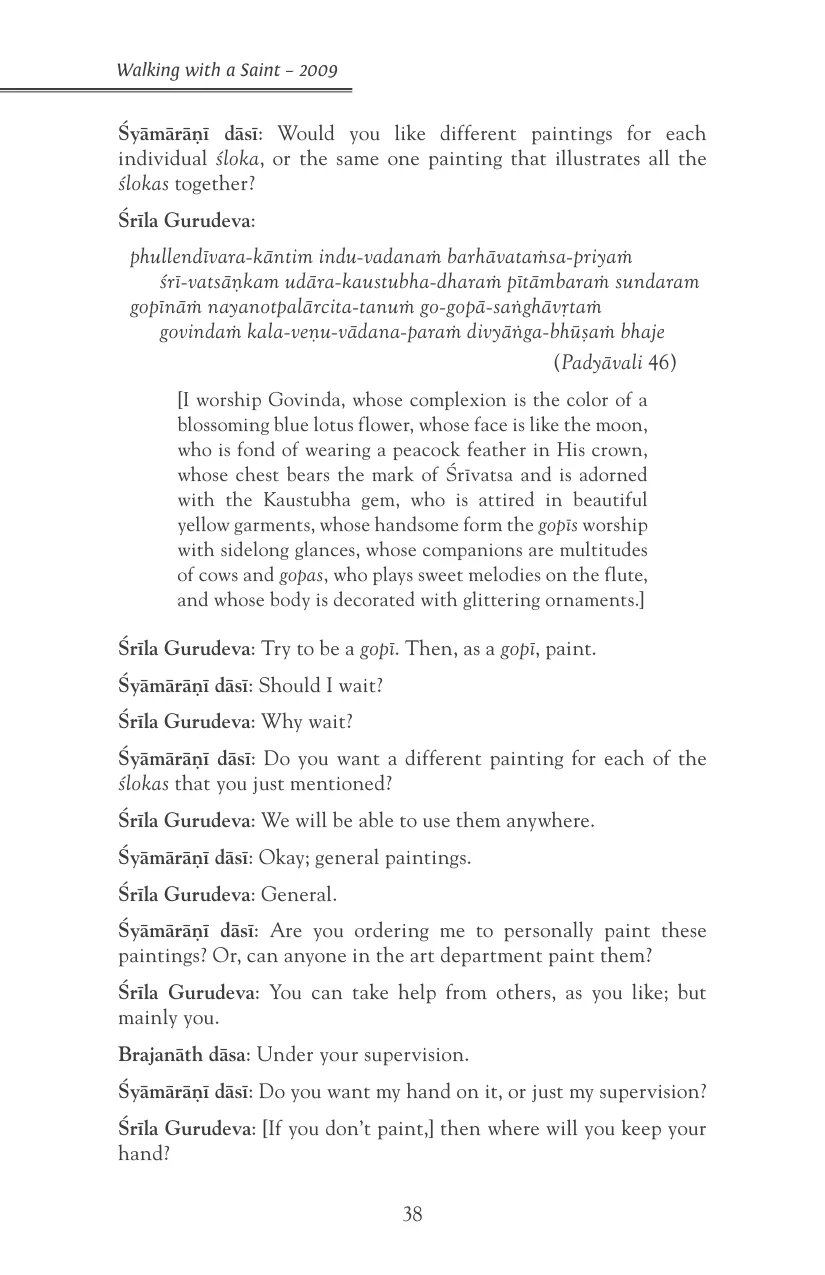 Walking with a Saint – 2009
Śyāmārāṇī dāsī: Would you like different paintings for each
individual śloka, or the same one painting that illustrates all the
ślokas together?
Śrīla Gurudeva:
phullendīvara-kāntim indu-vadanaṁ barhāvataṁsa-priyaṁ
śrī-vatsāṇkam udāra-kaustubha-dharaṁ pītāmbaraṁ sundaram
gopīnāṁ nayanotpalārcita-tanuṁ go-gopā-saṅghāvṛtaṁ
govindaṁ kala-veṇu-vādana-paraṁ divyāṅga-bhūṣaṁ bhaje
(Padyāvali 46)
[I worship Govinda, whose complexion is the color of a
blossoming blue lotus flower, whose face is like the moon,
who is fond of wearing a peacock feather in His crown,
whose chest bears the mark of Śrīvatsa and is adorned
with the Kaustubha gem, who is attired in beautiful
yellow garments, whose handsome form the gopīs worship
with sidelong glances, whose companions are multitudes
of cows and gopas, who plays sweet melodies on the flute,
and whose body is decorated with glittering ornaments.]
Śrīla Gurudeva: Try to be a gopī. Then, as a gopī, paint.
Śyāmārāṇī dāsī: Should I wait?
Śrīla Gurudeva: Why wait?
Śyāmārāṇī dāsī: Do you want a different painting for each of the
ślokas that you just mentioned?
Śrīla Gurudeva: We will be able to use them anywhere.
Śyāmārāṇī dāsī: Okay; general paintings.
Śrīla Gurudeva: General.
Śyāmārāṇī dāsī: Are you ordering me to personally paint these
paintings? Or, can anyone in the art department paint them?
Śrīla Gurudeva: You can take help from others, as you like; but
mainly you.
Brajanāth dāsa: Under your supervision.
Śyāmārāṇī dāsī: Do you want my hand on it, or just my supervision?
Śrīla Gurudeva: [If you don't paint,] then where will you keep your
hand?
38